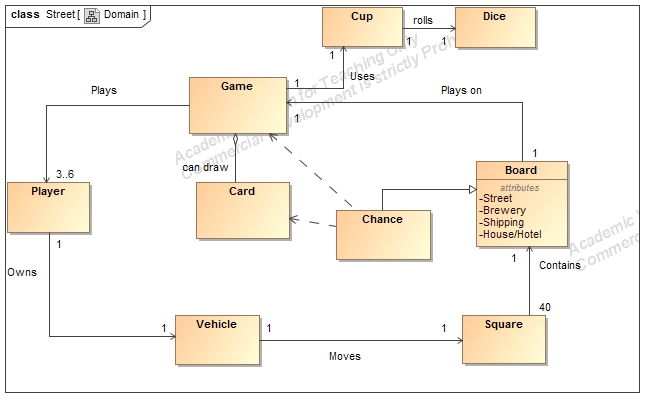 class Street [ Domain ]
Cup
rolls
Dice
1
1
1
Uses
Game
1
1
Plays
Plays on
can draw
3..6
Player
Card
Chance
1
Board
attributes
-Street
-Brewery
-Shipping
-House/Hotel
1
Owns
1
Contains
40
Vehicle
1
1
Moves
1
Square
Academic for Teaching Only
Commercial Development is strictly Proh
Academic
Commerc